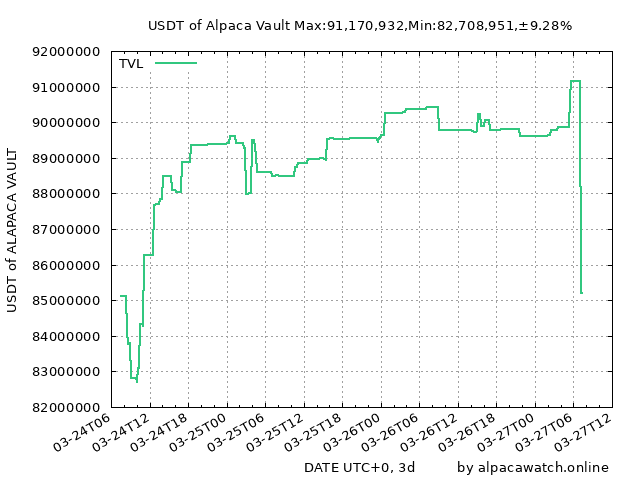 USDT of Alpaca Vault Max:91,170,932,Min:82,708,951,±9.28%
TVL
92000000
91000000
90000000
89000000
88000000
87000000
86000000
85000000
84000000
83000000
82000000
USDT of ALAPACA VAULT
03-24T06
03-24T12
03-24T18
03-25T00
03-25T06
03-25T12
03-25T18
03-26T00
03-26T06
03-26T12
03-26T18
03-27T00
03-27T06
03-27T12
DATE UTC+0, 3d
by alpacawatch.online